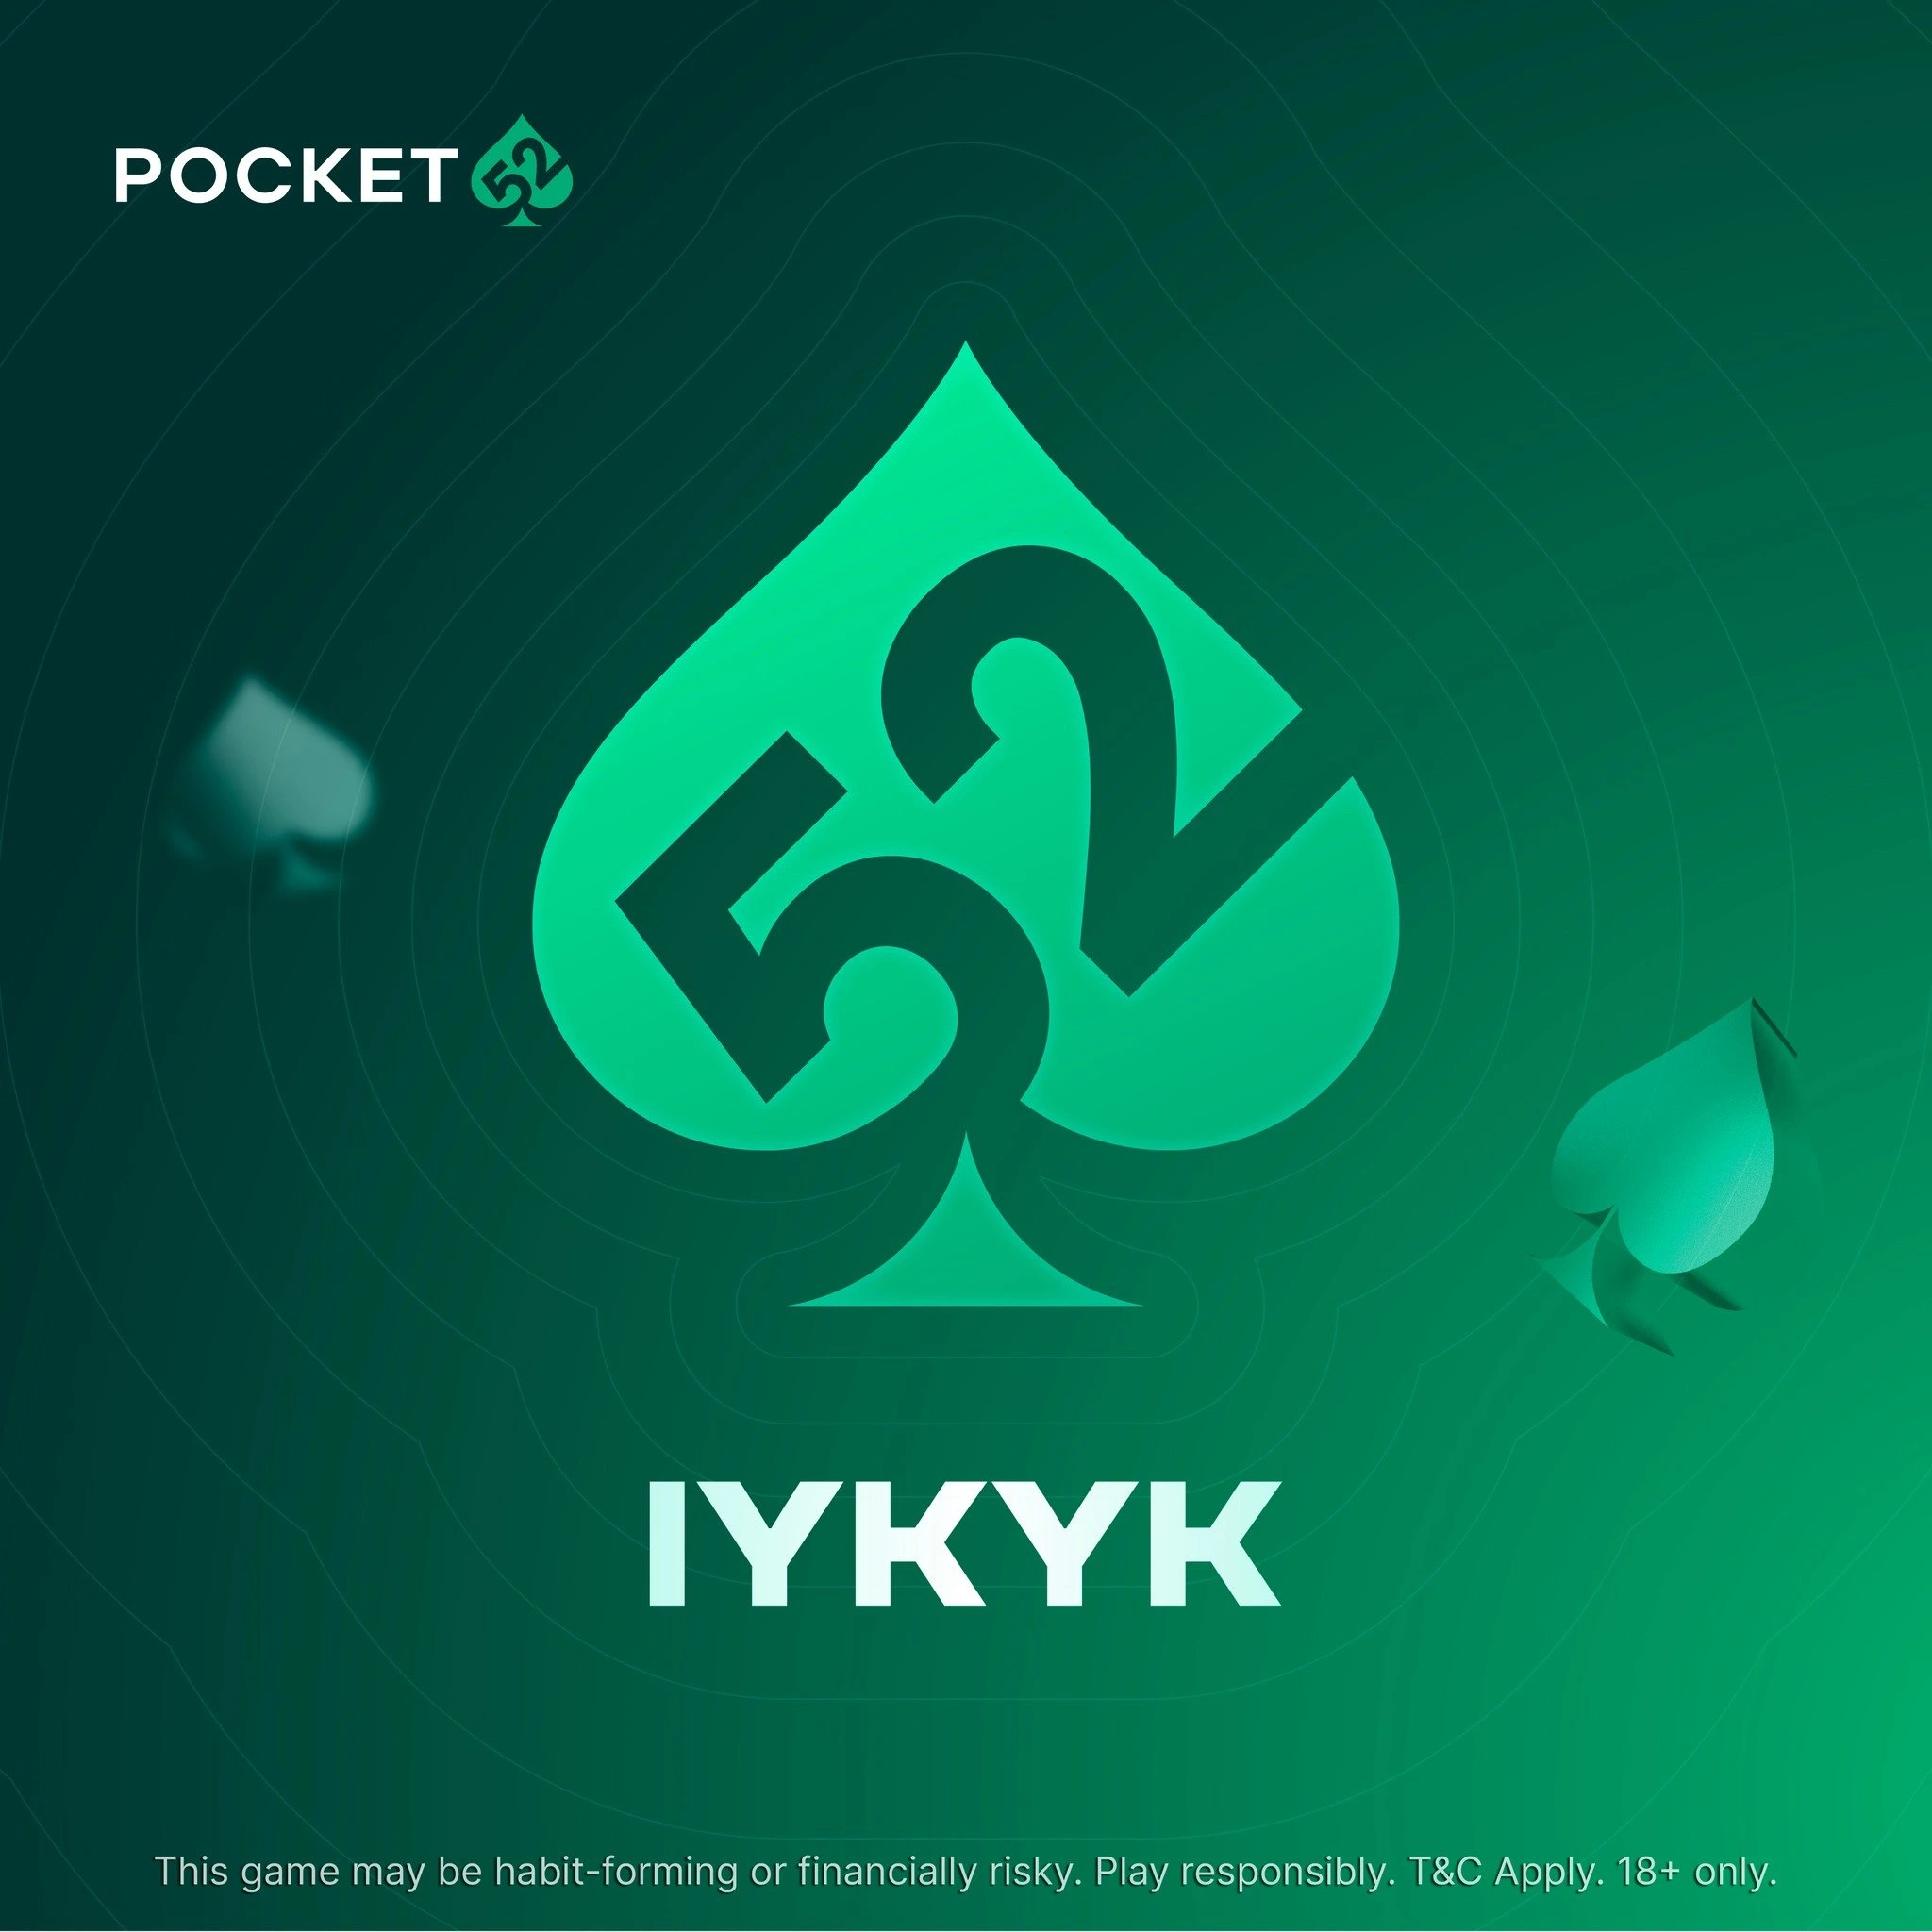 POCKET 52
52
IYKYK
This game may be habit-forming or financially risky. Play responsibly. T&C Apply. 18+ only.